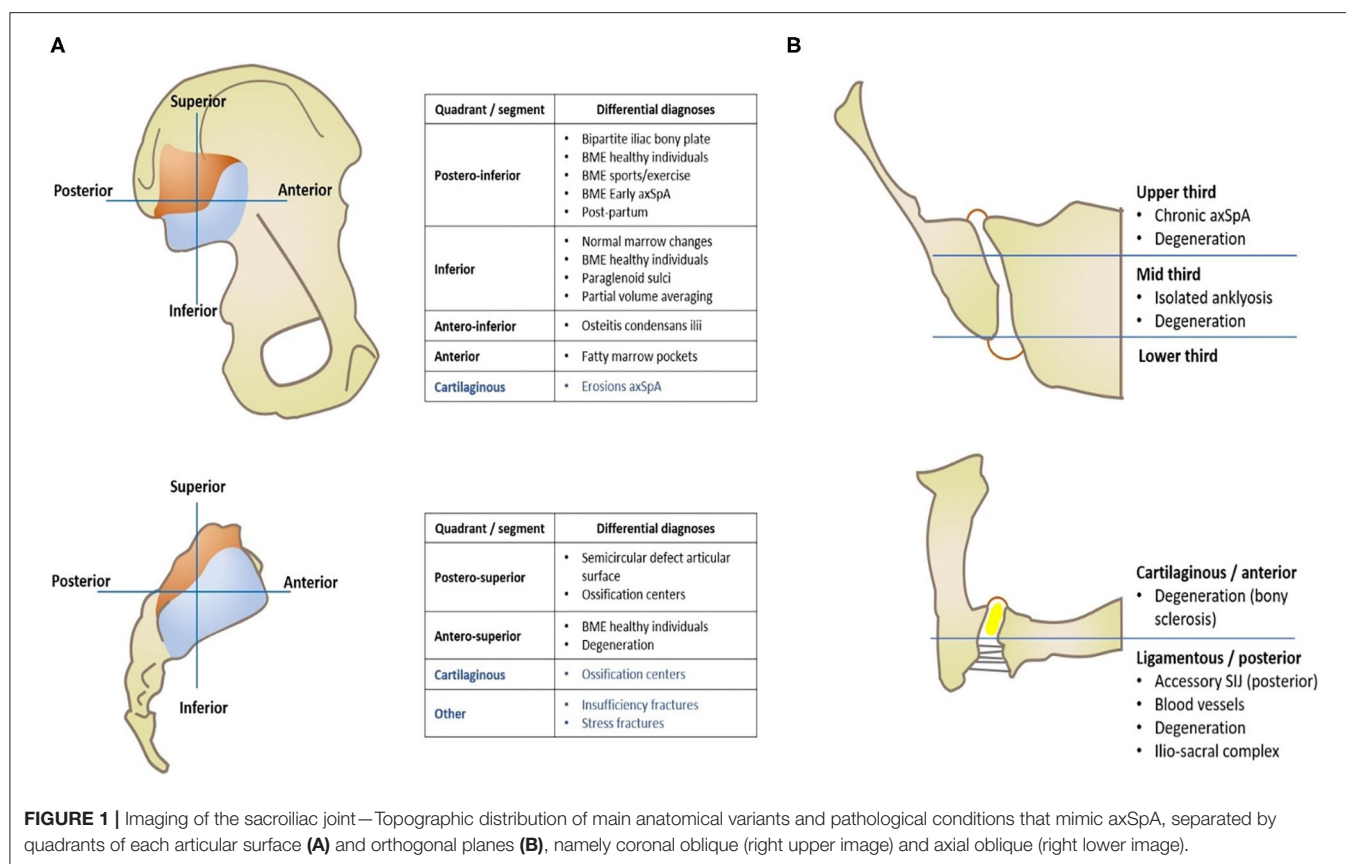 A
B
Superior
Posterior
Anterior
Inferior
Quadrant / segment
Differential diagnoses
Postero-inferior
• Bipartite iliac bony plate
• BME healthy individuals
• BME sports/exercise
• BME Early axSpA
• Post-partum
Inferior
• Normal marrow changes
• BME healthy individuals
• Paraglenoid sulci
• Partial volume averaging
Antero-inferior
• Osteitis condensans ilii
Anterior
• Fatty marrow pockets
Cartilaginous
• Erosions axSpA
Upper third
• Chronic axSpA
• Degeneration
Mid third
• Isolated anklyosis
• Degeneration
Lower third
Superior
Posterior
Anterior
Inferior
Quadrant / segment
Differential diagnoses
Postero-superior
• Semicircular defect articular
surface
• Ossification centers
Antero-superior
• BME healthy individuals
• Degeneration
Cartilaginous
• Ossification centers
Other
• Insufficiency fractures
• Stress fractures
Cartilaginous / anterior
• Degeneration (bony
sclerosis)
Ligamentous / posterior
• Accessory SIJ (posterior)
• Blood vessels
• Degeneration
• Ilio-sacral complex
FIGURE 1 | Imaging of the sacroiliac joint—Topographic distribution of main anatomical variants and pathological conditions that mimic axSpA, separated by
quadrants of each articular surface (A) and orthogonal planes (B), namely coronal oblique (right upper image) and axial oblique (right lower image).